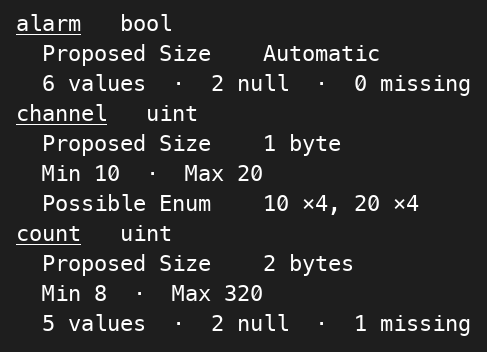 alarm   bool
  Proposed Size    Automatic
  6 values  ·  2 null  ·  0 missing
channel   uint
  Proposed Size    1 byte
  Min 10  ·  Max 20
  Possible Enum    10 ×4, 20 ×4
count   uint
  Proposed Size    2 bytes
  Min 8  ·  Max 320
  5 values  ·  2 null  ·  1 missing